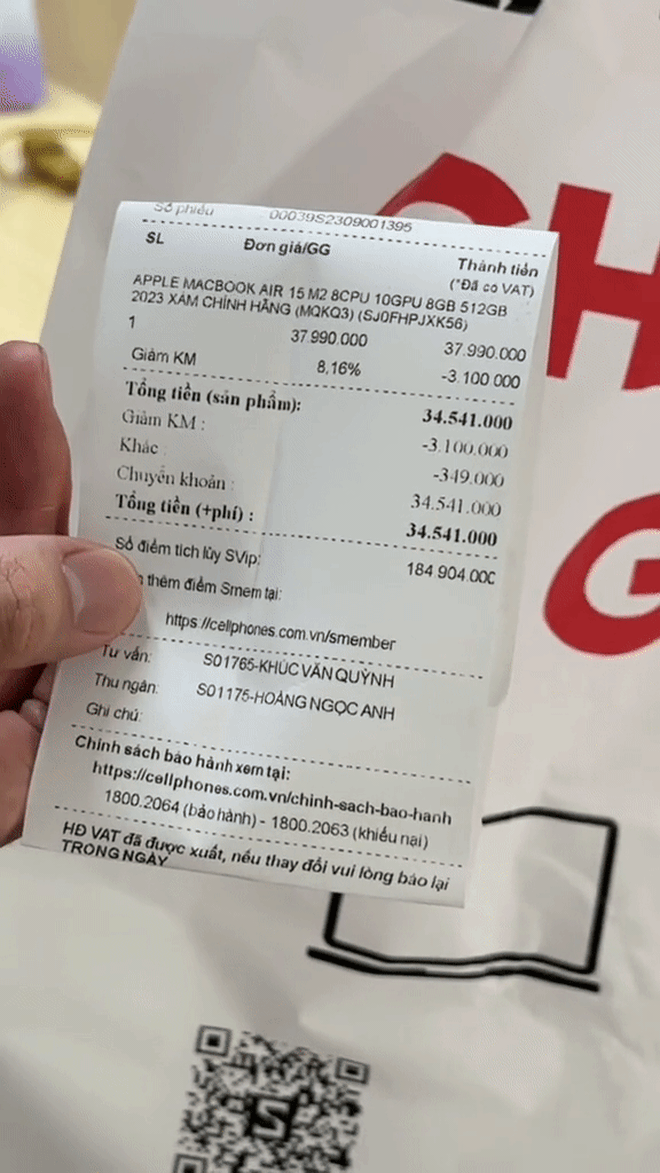 Số phiếu 00039S2309001395
SL Đơn giá/GG Thành tiền
(*Đã có VAT)
APPLE MACBOOK AIR 15 M2 8CPU 10GPU 8GB 512GB
2023 XÁM CHÍNH HÃNG (MQKQ3) (SJ0FHPJXK56)
1 37.990.000 37.990.000
Giảm KM 8,16% -3.100.000
Tổng tiền (sản phẩm): 34.541.000
Giảm KM : -3.100.000
Khác : -349.000
Chuyển khoản : 34.541.000
Tổng tiền (+phí) : 34.541.000
Số điểm tích lũy SVip: 184.904.000
thêm điểm Smem tại:
https://cellphones.com.vn/smember
Tư vấn: S01765-KHÚC VĂN QUỲNH
Thu ngân: S01175-HOÀNG NGỌC ANH
Ghi chú:
Chính sách bảo hành xem tại:
https://cellphones.com.vn/chinh-sach-bao-hanh
1800.2064 (bảo hành) - 1800.2063 (khiếu nại)
HĐ VAT đã được xuất, nếu thay đổi vui lòng báo lại
TRONG NGÀY
CH
G